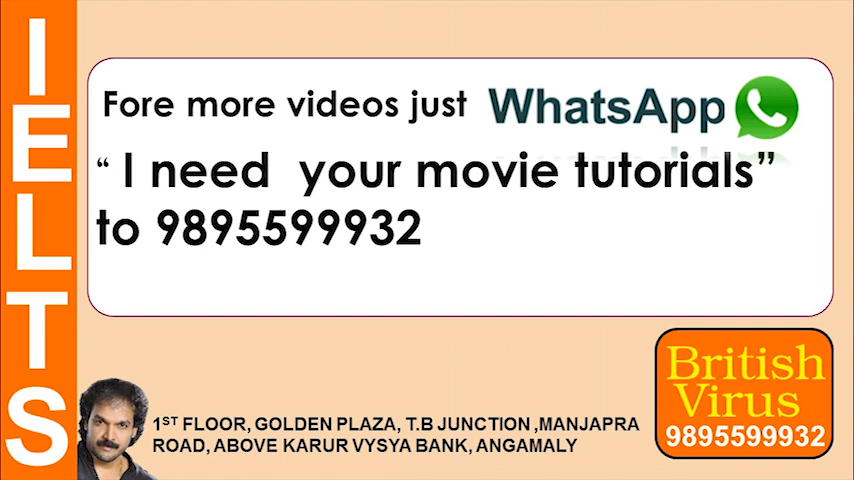 IELTS
Fore more videos just WhatsApp
“ I need your movie tutorials”
to 9895599932
British
Virus
9895599932
1ST FLOOR, GOLDEN PLAZA, T.B JUNCTION ,MANJAPRA
ROAD, ABOVE KARUR VYSYA BANK, ANGAMALY